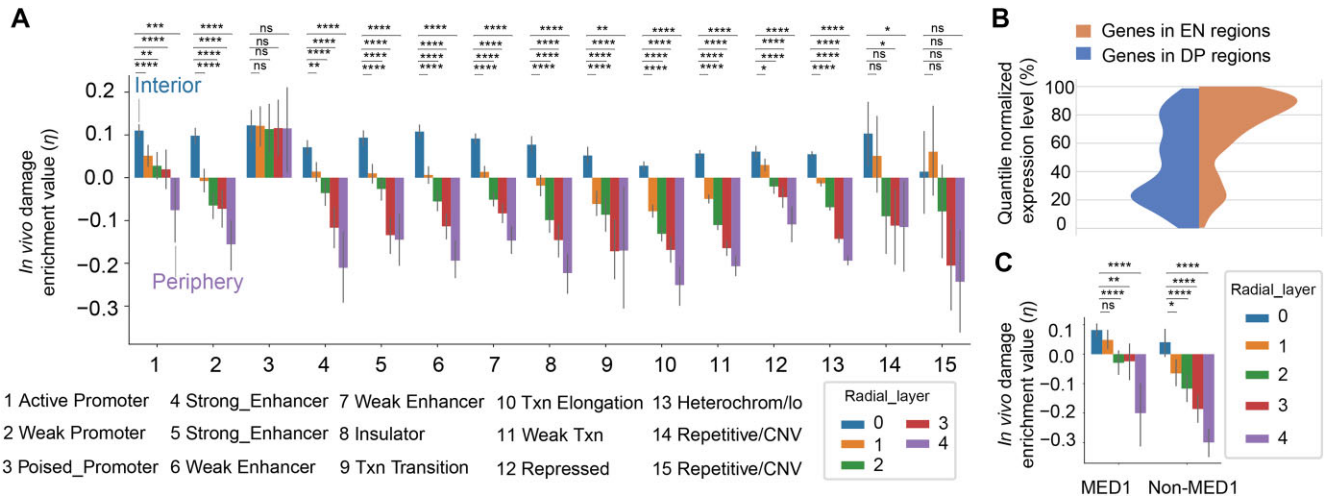 A
*** **** ns **** **** **** **** **** ** **** **** **** **** * ns
**** **** ns **** **** **** **** **** **** **** **** **** **** * ns
** **** ns **** **** **** **** **** **** **** **** **** **** ns ns
**** **** ns ** **** **** **** **** **** **** **** * **** ns ns
In vivo damage
enrichment value (η)
0.2
0.1
0.0
−0.1
−0.2
−0.3
Interior
Periphery
1 2 3 4 5 6 7 8 9 10 11 12 13 14 15
1 Active Promoter 4 Strong_Enhancer 7 Weak Enhancer 10 Txn Elongation 13 Heterochrom/lo
2 Weak Promoter 5 Strong_Enhancer 8 Insulator 11 Weak Txn 14 Repetitive/CNV
3 Poised_Promoter 6 Weak Enhancer 9 Txn Transition 12 Repressed 15 Repetitive/CNV
Radial_layer
0 3
1 4
2
B
Genes in EN regions
Genes in DP regions
Quantile normalized
expression level (%)
100
80
60
40
20
0
C
**** ****
** ****
**** ****
ns *
In vivo damage
enrichment value (η)
0.1
0.0
−0.1
−0.2
−0.3
MED1 Non-MED1
Radial_layer
0
1
2
3
4